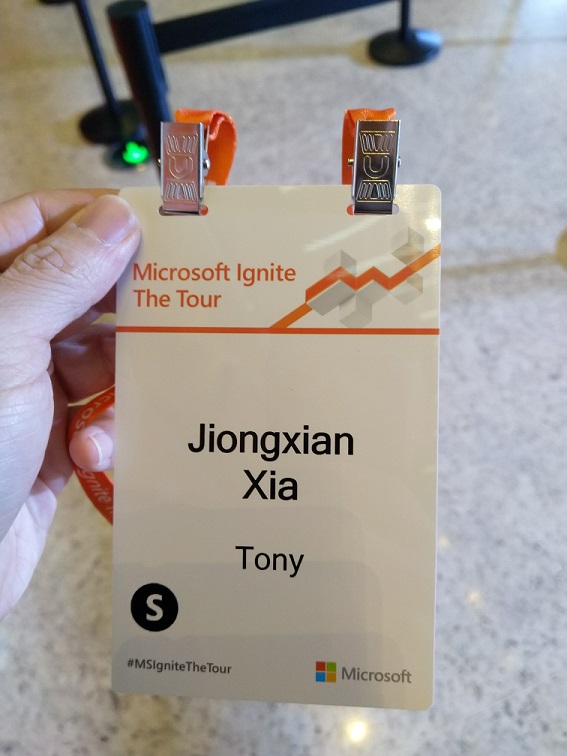 Microsoft Ignite
The Tour
Jiongxian
Xia
Tony
S
#MSIgniteTheTour
Microsoft